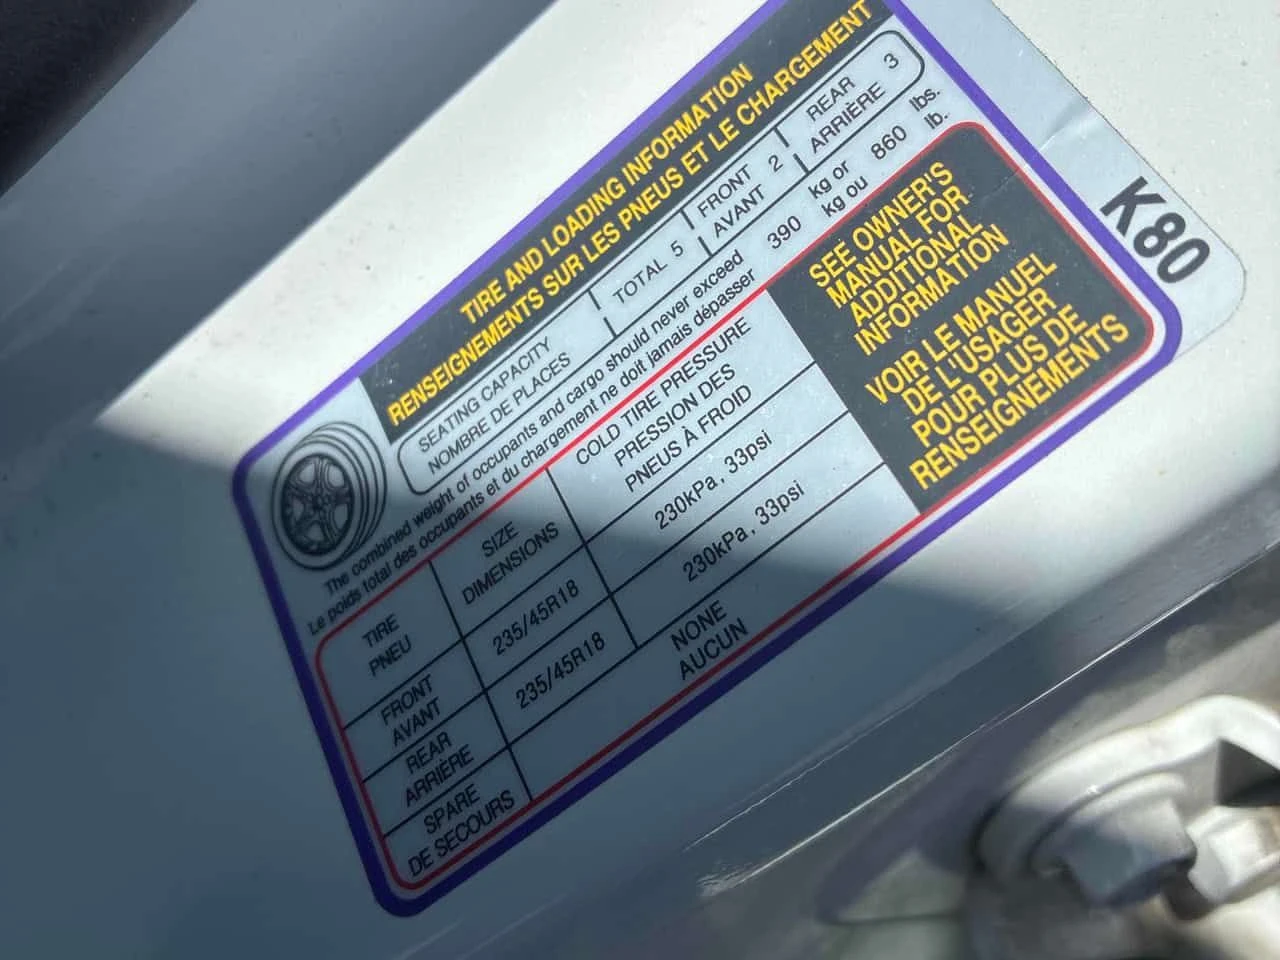 TIRE AND LOADING INFORMATION
RENSEIGNEMENTS SUR LES PNEUS ET LE CHARGEMENT
SEATING CAPACITY
NOMBRE DE PLACES
TOTAL 5
FRONT
AVANT
2
REAR
ARRIÈRE
3
The combined weight of occupants and cargo should never exceed 390 kg or 860 lbs.
Le poids total des occupants et du chargement ne doit jamais dépasser kg ou lb.
TIRE
PNEU
SIZE
DIMENSIONS
COLD TIRE PRESSURE
PRESSION DES
PNEUS À FROID
FRONT
AVANT
235/45R18
230kPa, 33psi
REAR
ARRIÈRE
235/45R18
230kPa, 33psi
SPARE
DE SECOURS
NONE
AUCUN
SEE OWNER'S
MANUAL FOR
ADDITIONAL
INFORMATION
VOIR LE MANUEL
DE L'USAGER
POUR PLUS DE
RENSEIGNEMENTS
K80